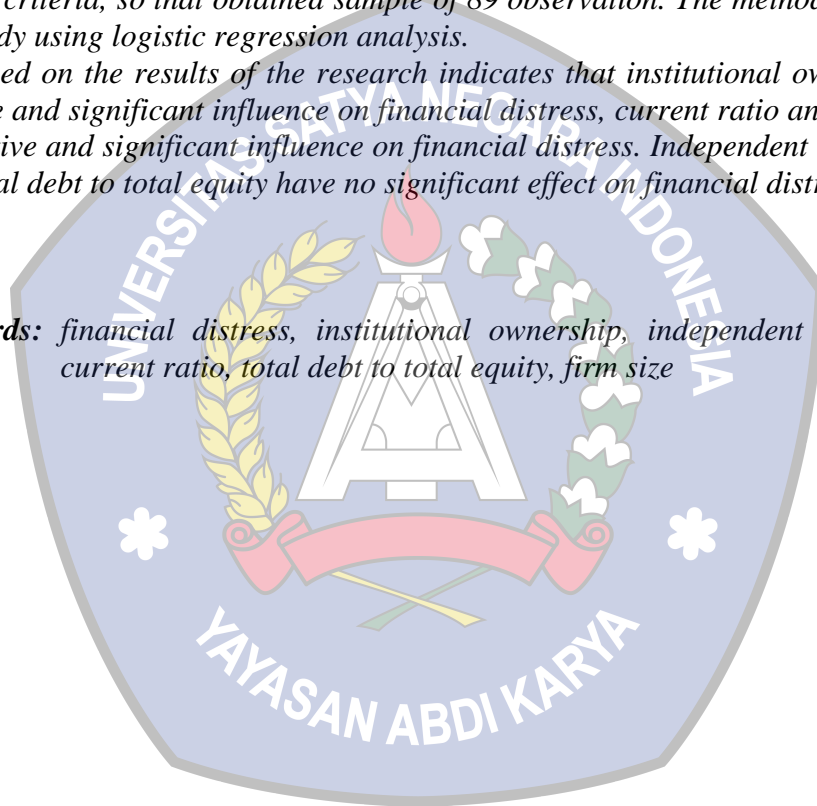 criteria, so that obtained sample of 89 observation. The method
dy using logistic regression analysis.
ed on the results of the research indicates that institutional ow
e and significant influence on financial distress, current ratio an
tive and significant influence on financial distress. Independent
al debt to total equity have no significant effect on financial distr
rds: financial distress, institutional ownership, independent
current ratio, total debt to total equity, firm size
UNIVERSITAS SATYA NEGARA INDONESIA
YAYASAN ABDI KARYA